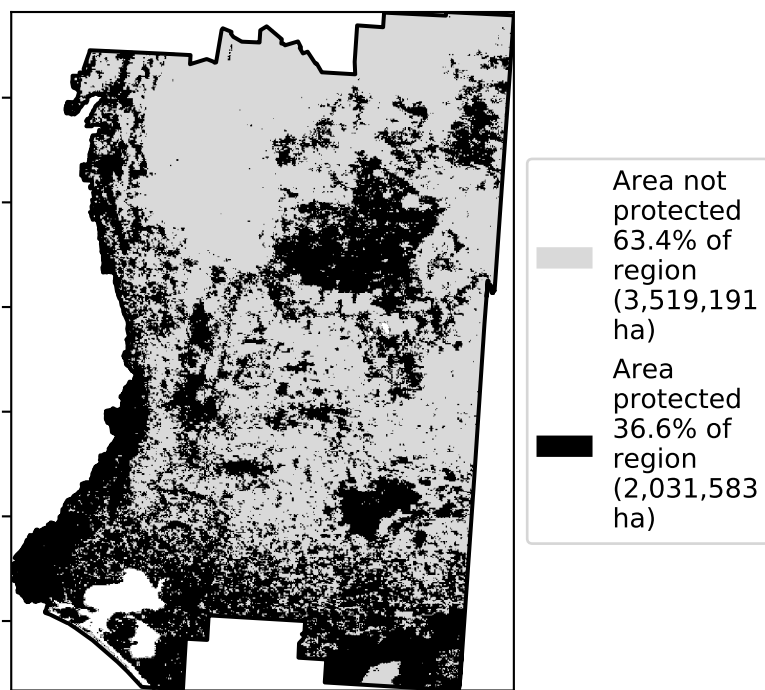 Area not
protected
63.4% of
region
(3,519,191
ha)
Area
protected
36.6% of
region
(2,031,583
ha)